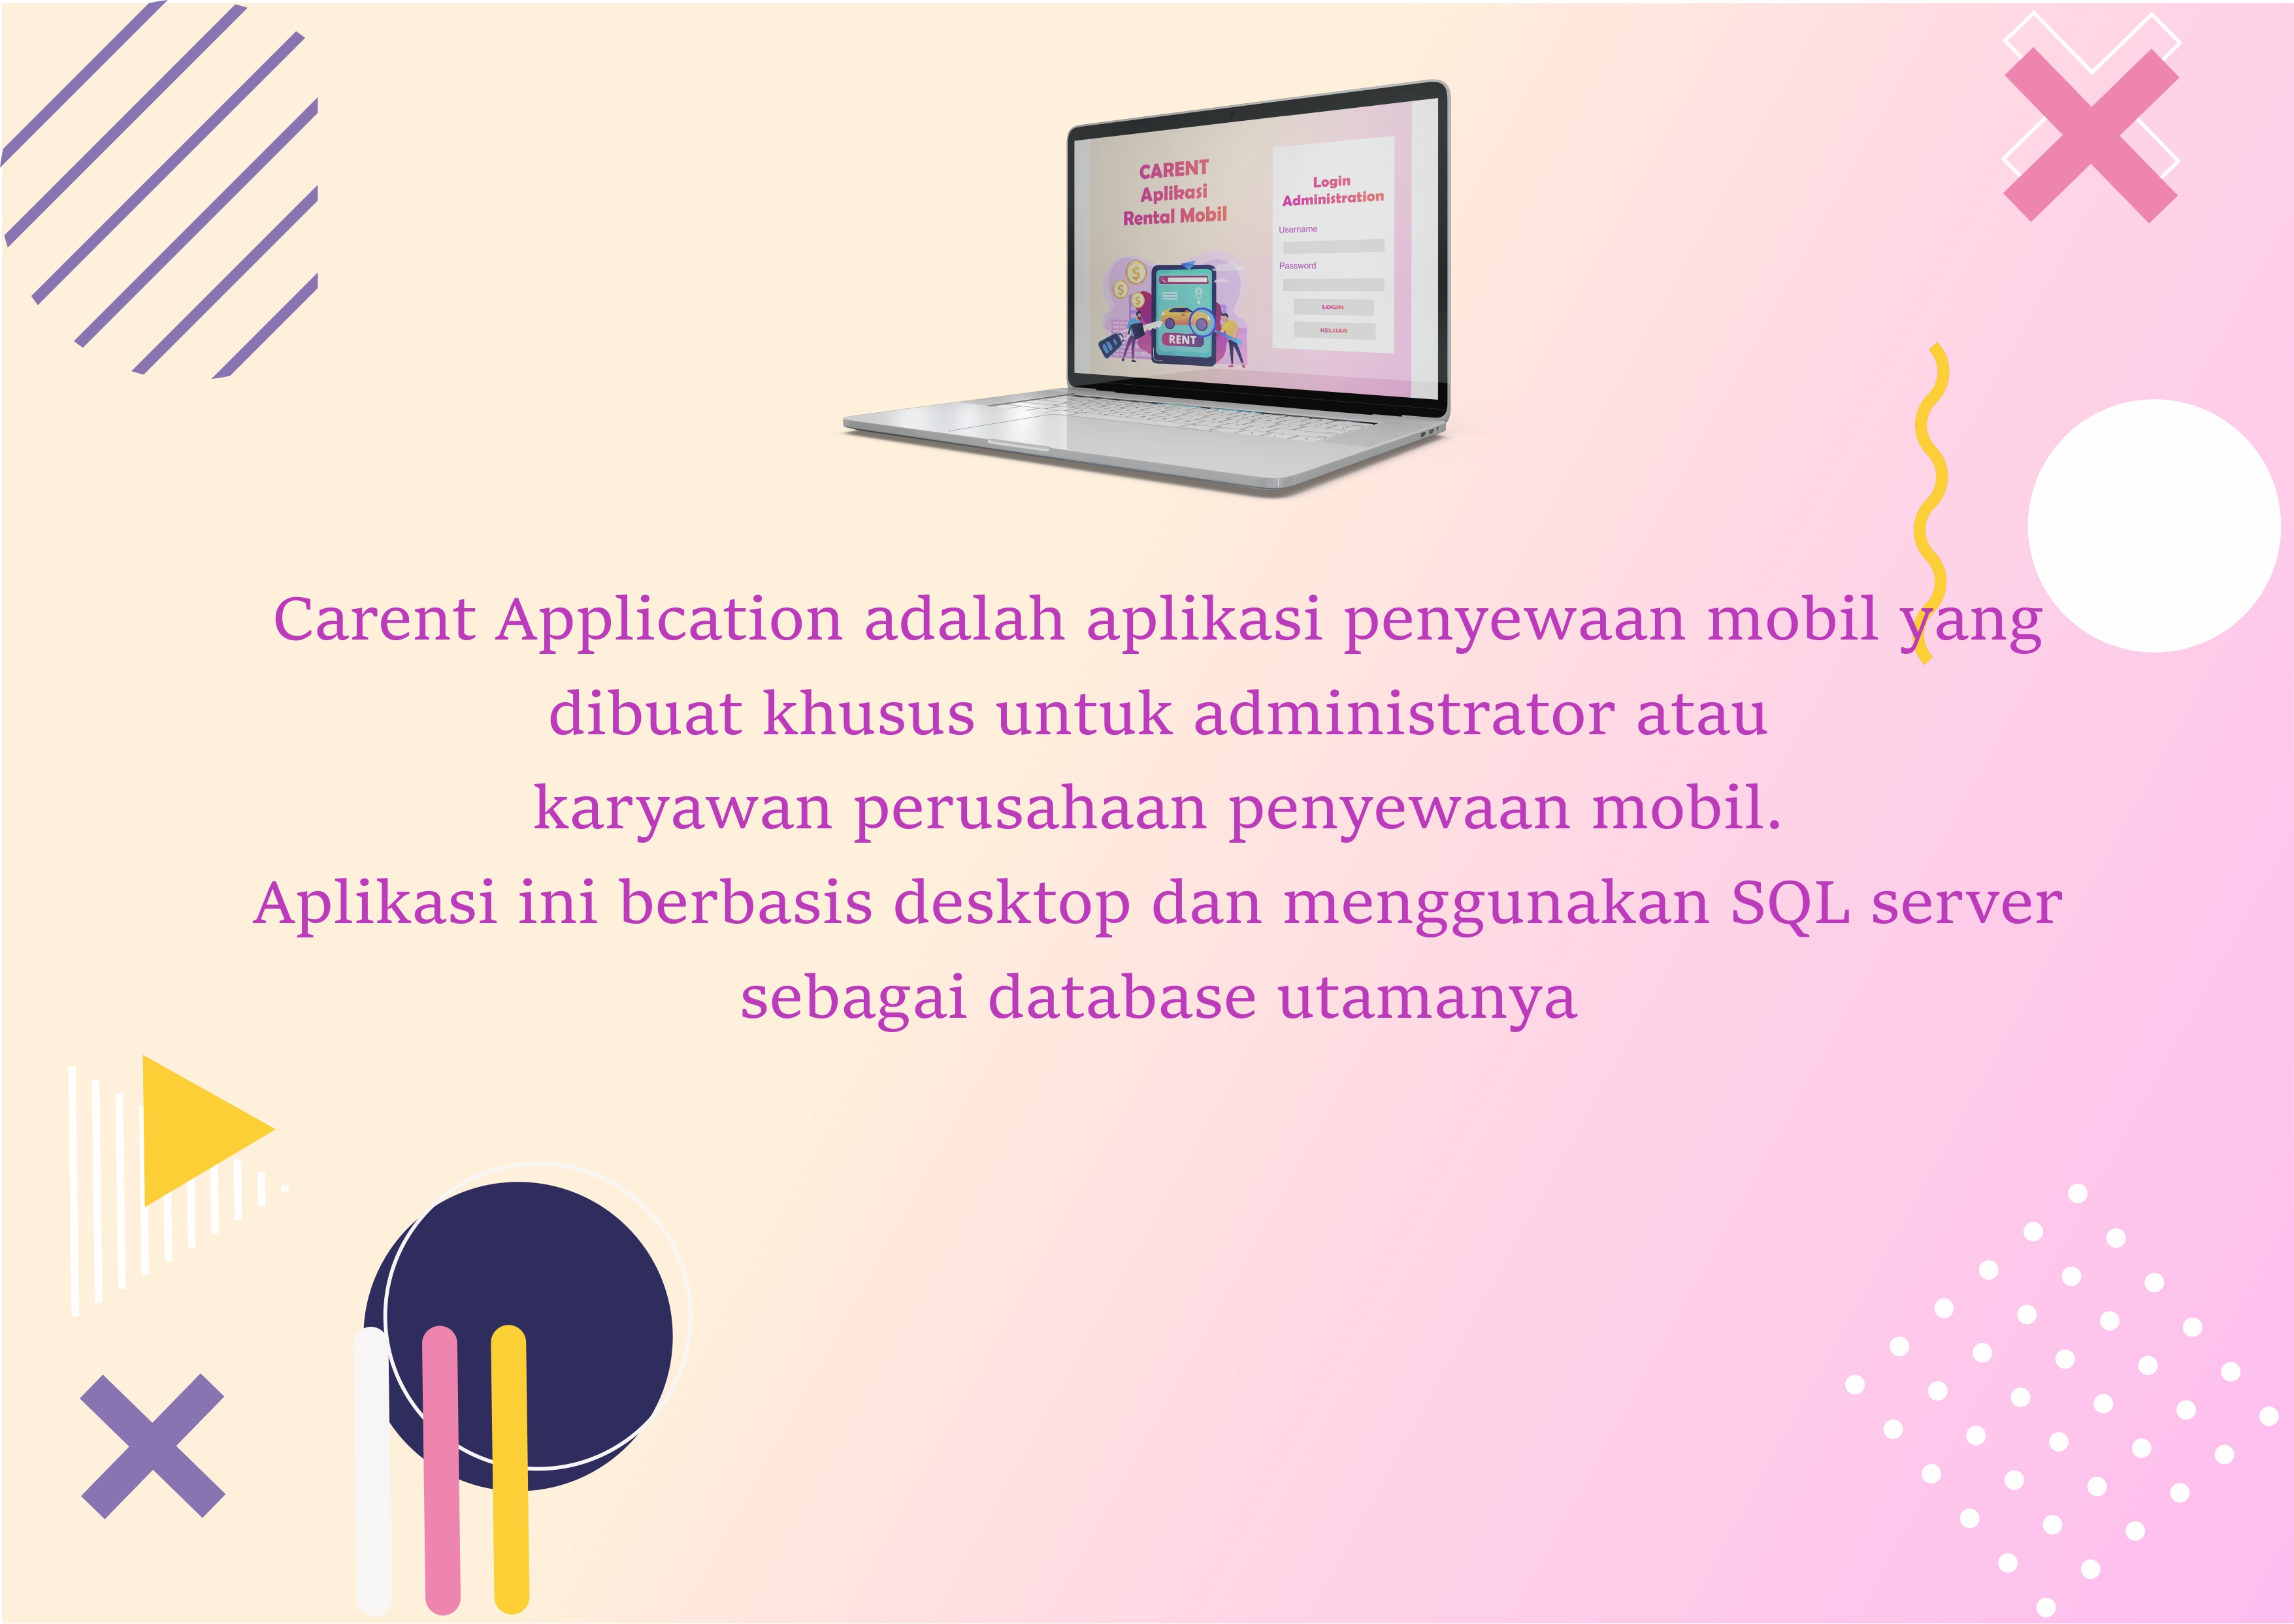 CARENT
Aplikasi
Rental Mobil
Login
Administration
Username
Password
LOGIN
KELUAR
RENT
Carent Application adalah aplikasi penyewaan mobil yang
dibuat khusus untuk administrator atau
karyawan perusahaan penyewaan mobil.
Aplikasi ini berbasis desktop dan menggunakan SQL server
sebagai database utamanya